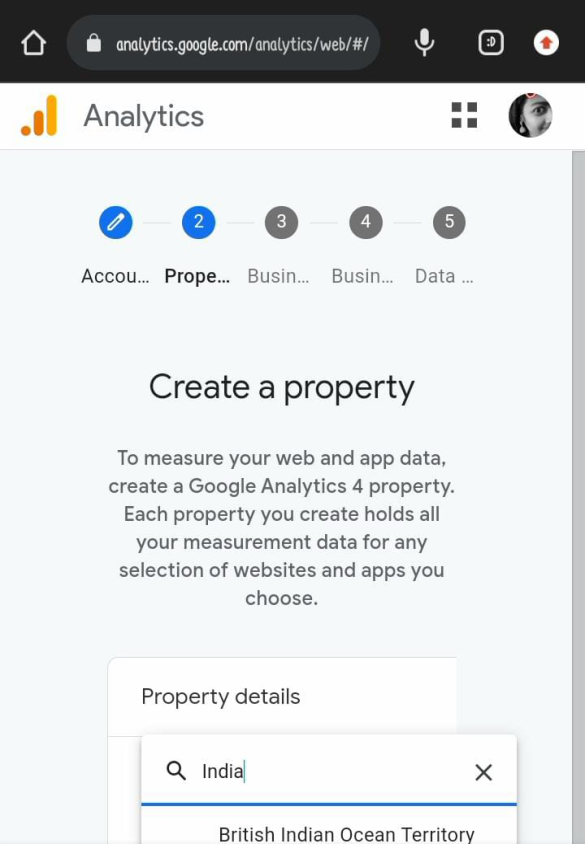 analytics.google.com/analytics/web/#/
:D
Analytics
2
3
4
5
Accou...
Prope...
Busin...
Busin...
Data ...
Create a property
To measure your web and app data,
create a Google Analytics 4 property.
Each property you create holds all
your measurement data for any
selection of websites and apps you
choose.
Property details
India
British Indian Ocean Territory